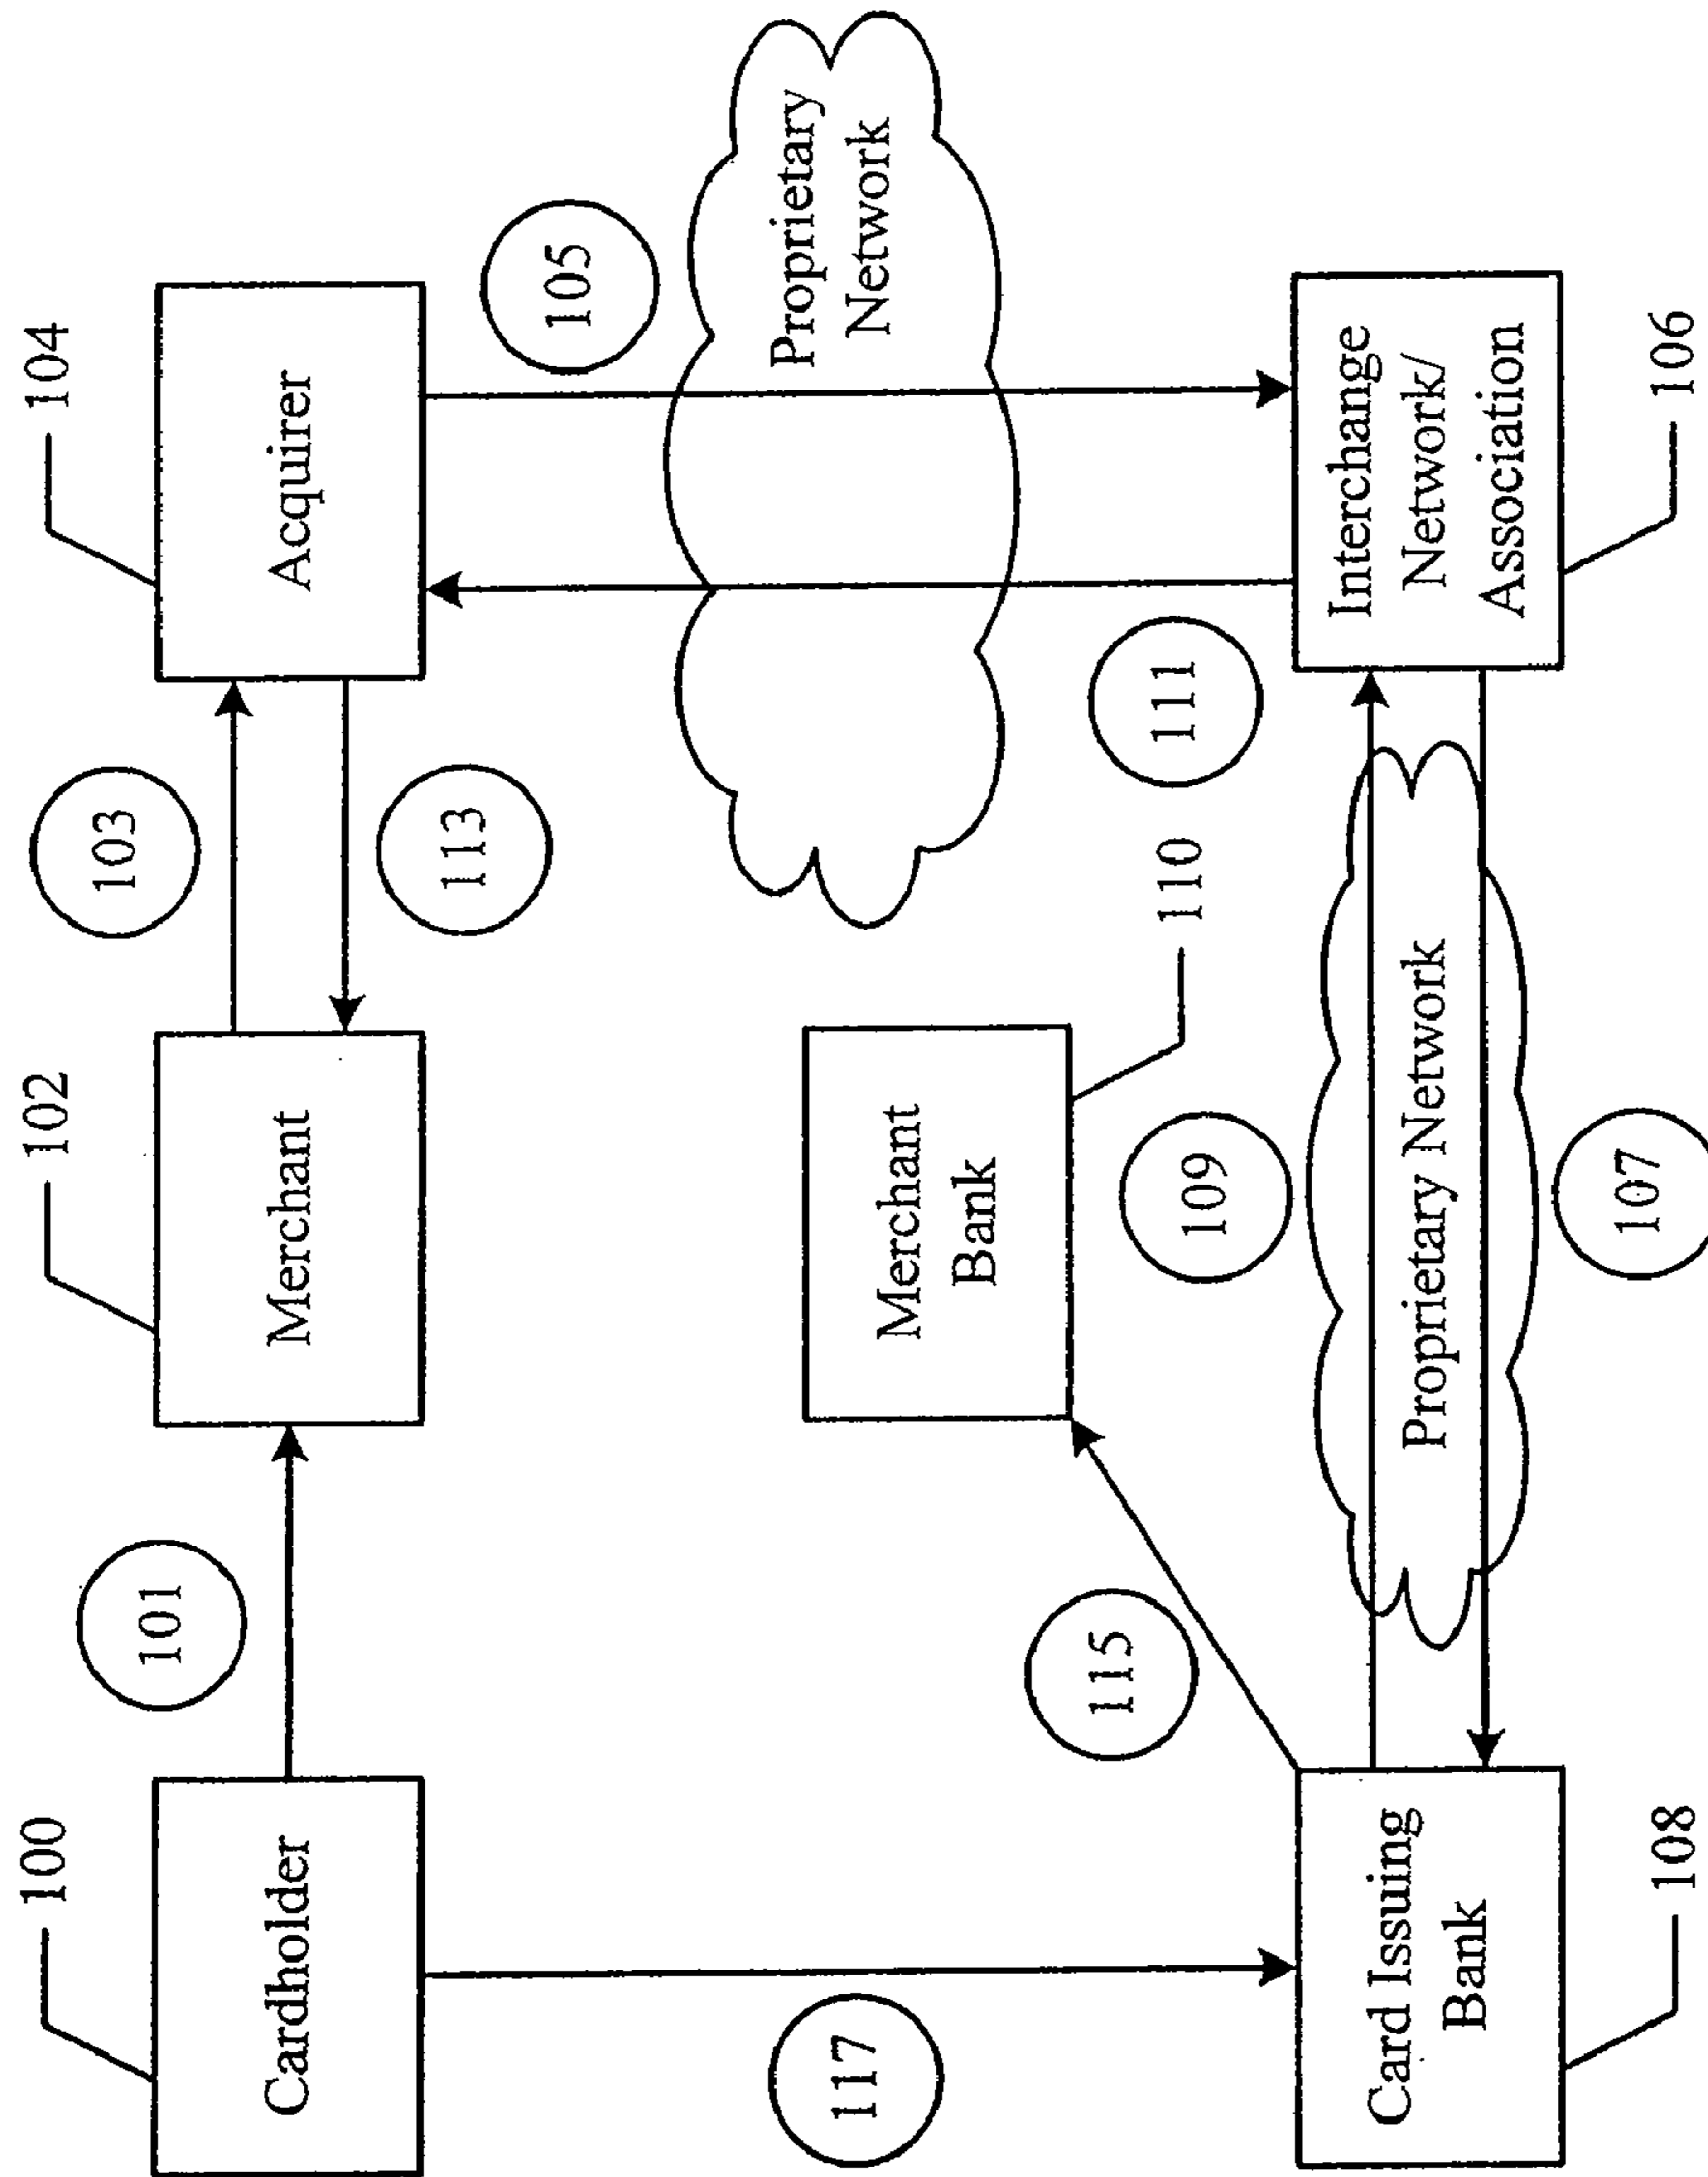 100
102
104
Cardholder
101
Merchant
103
113
Acquirer
105
Proprietary
Network
117
115
Merchant
Bank
110
109
111
Card Issuing
Bank
Proprietary Network
Interchange
Network/
Association
108
107
106